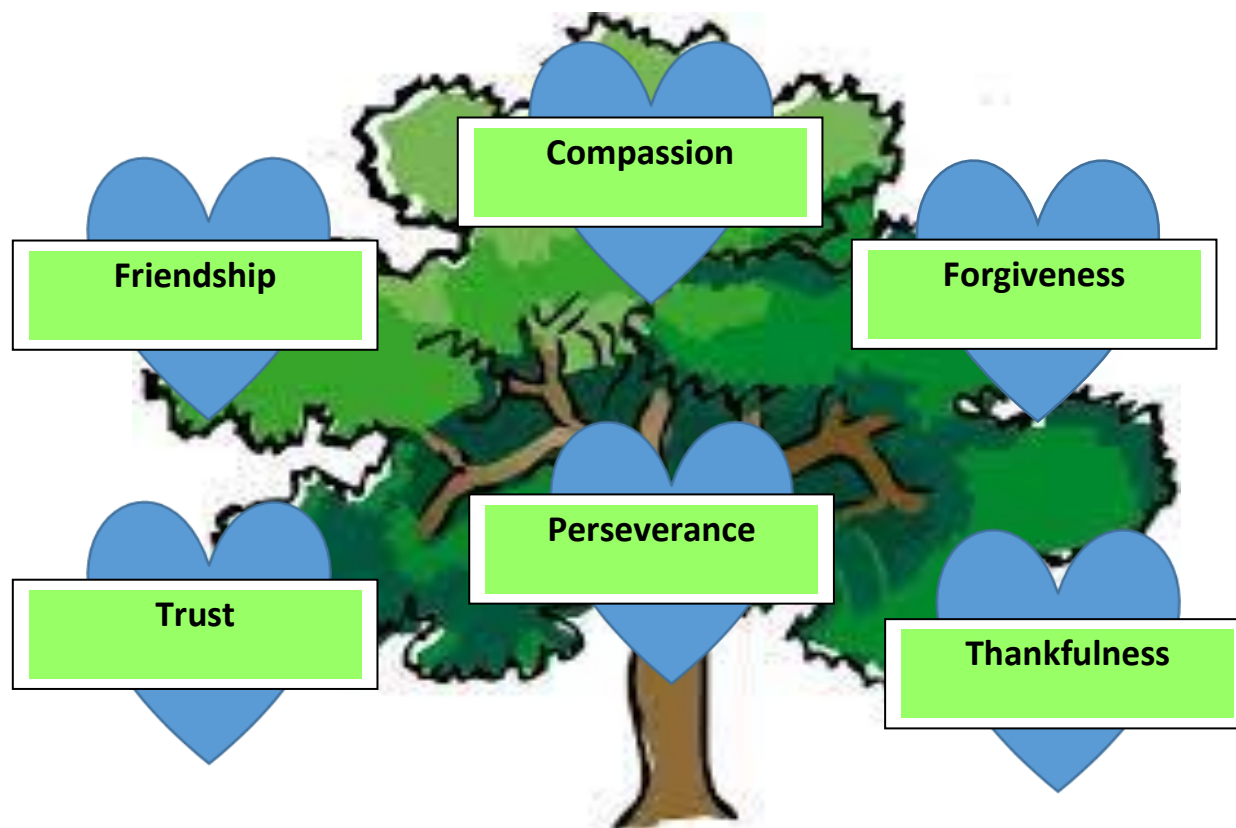 Compassion
Friendship
Forgiveness
Perseverance
Trust
Thankfulness